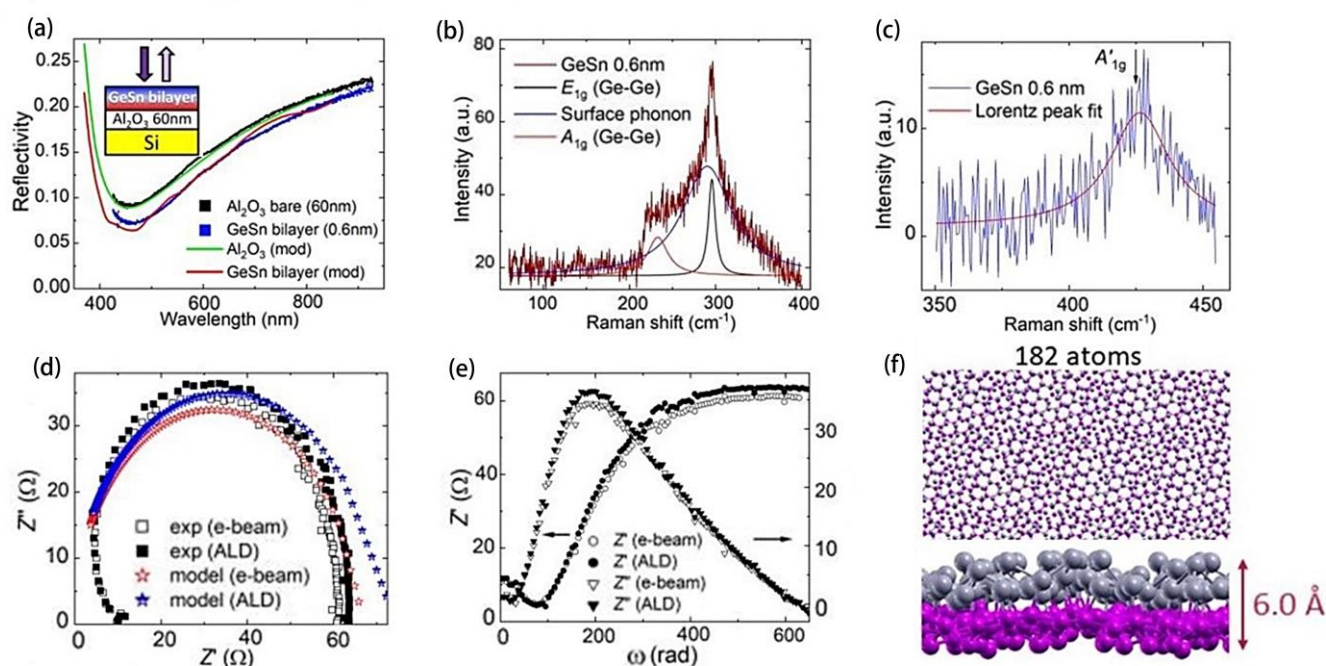 (a)
0.25
0.20
0.15
0.10
0.05
0.00
Reflectivity
GeSn bilayer
Al₂O₃ 60nm
Si
Al₂O₃ bare (60nm)
GeSn bilayer (0.6nm)
Al₂O₃ (mod)
GeSn bilayer (mod)
400 600 800
Wavelength (nm)
(b)
80
60
40
20
Intensity (a.u.)
GeSn 0.6nm
E₁g (Ge-Ge)
Surface phonon
A₁g (Ge-Ge)
100 200 300 400
Raman shift (cm⁻¹)
(c)
10
0
Intensity (a.u.)
A'₁g
GeSn 0.6 nm
Lorentz peak fit
350 400 450
Raman shift (cm⁻¹)
(d)
30
20
10
0
Z'' (Ω)
exp (e-beam)
exp (ALD)
model (e-beam)
model (ALD)
0 10 20 30 40 50 60 70
Z' (Ω)
(e)
60
40
20
0
Z' (Ω)
Z' (e-beam)
Z' (ALD)
Z'' (e-beam)
Z'' (ALD)
30
20
10
0
0 200 400 600
ω (rad)
(f)
182 atoms
6.0 Å